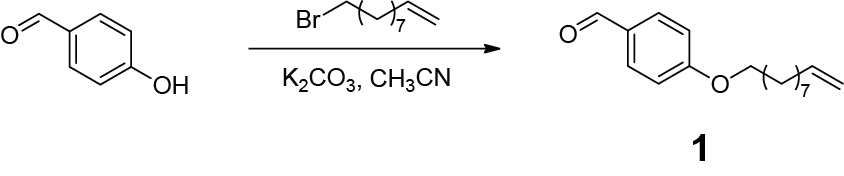 Br 7
O O
K₂CO₃, CH₃CN
OH O 7
1